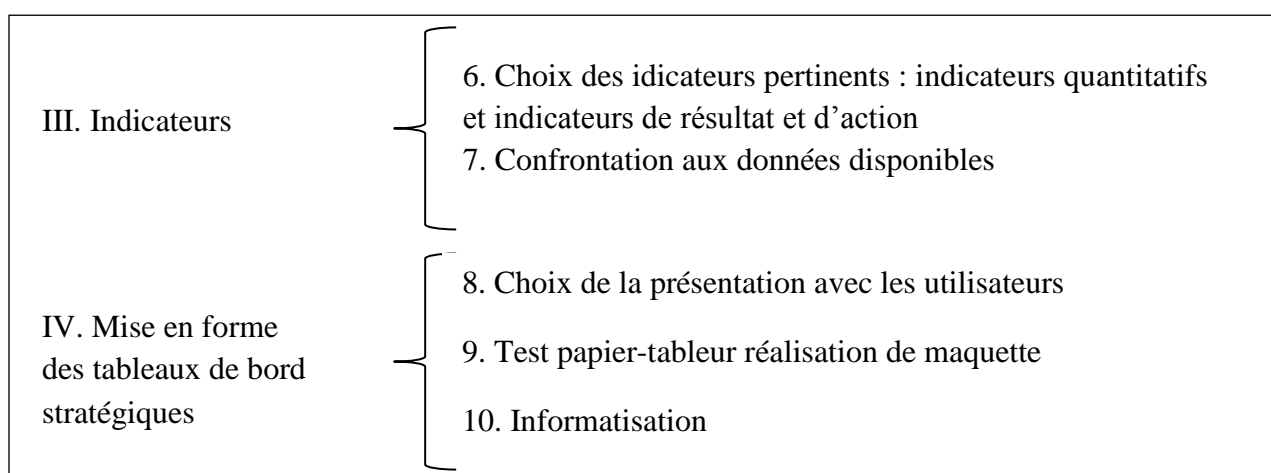 III. Indicateurs
6. Choix des idicateurs pertinents : indicateurs quantitatifs
et indicateurs de résultat et d’action
7. Confrontation aux données disponibles
IV. Mise en forme
des tableaux de bord
stratégiques
8. Choix de la présentation avec les utilisateurs
9. Test papier-tableur réalisation de maquette
10. Informatisation